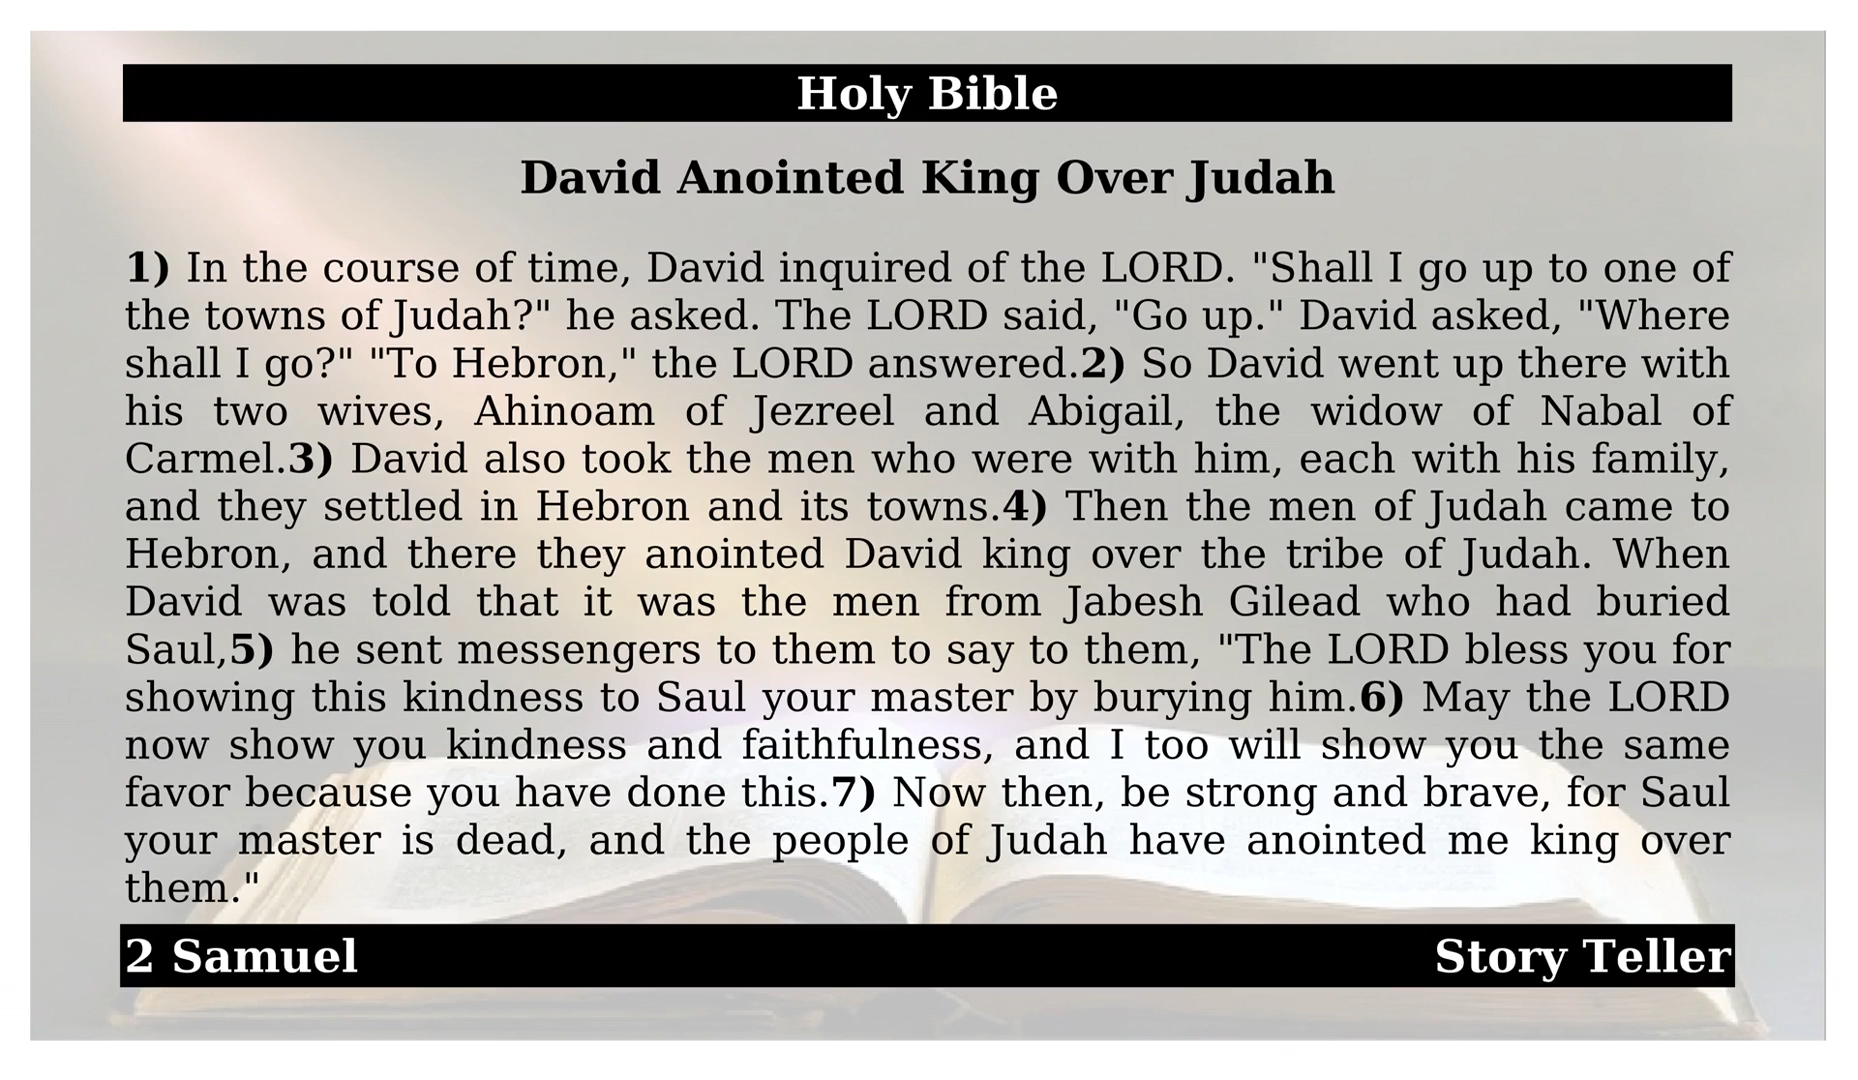 Holy Bible
David Anointed King Over Judah
1) In the course of time, David inquired of the LORD. "Shall I go up to one of
the towns of Judah?" he asked. The LORD said, "Go up." David asked, "Where
shall I go?" "To Hebron," the LORD answered.2) So David went up there with
his two wives, Ahinoam of Jezreel and Abigail, the widow of Nabal of
Carmel.3) David also took the men who were with him, each with his family,
and they settled in Hebron and its towns.4) Then the men of Judah came to
Hebron, and there they anointed David king over the tribe of Judah. When
David was told that it was the men from Jabesh Gilead who had buried
Saul,5) he sent messengers to them to say to them, "The LORD bless you for
showing this kindness to Saul your master by burying him.6) May the LORD
now show you kindness and faithfulness, and I too will show you the same
favor because you have done this.7) Now then, be strong and brave, for Saul
your master is dead, and the people of Judah have anointed me king over
them."
2 Samuel Story Teller